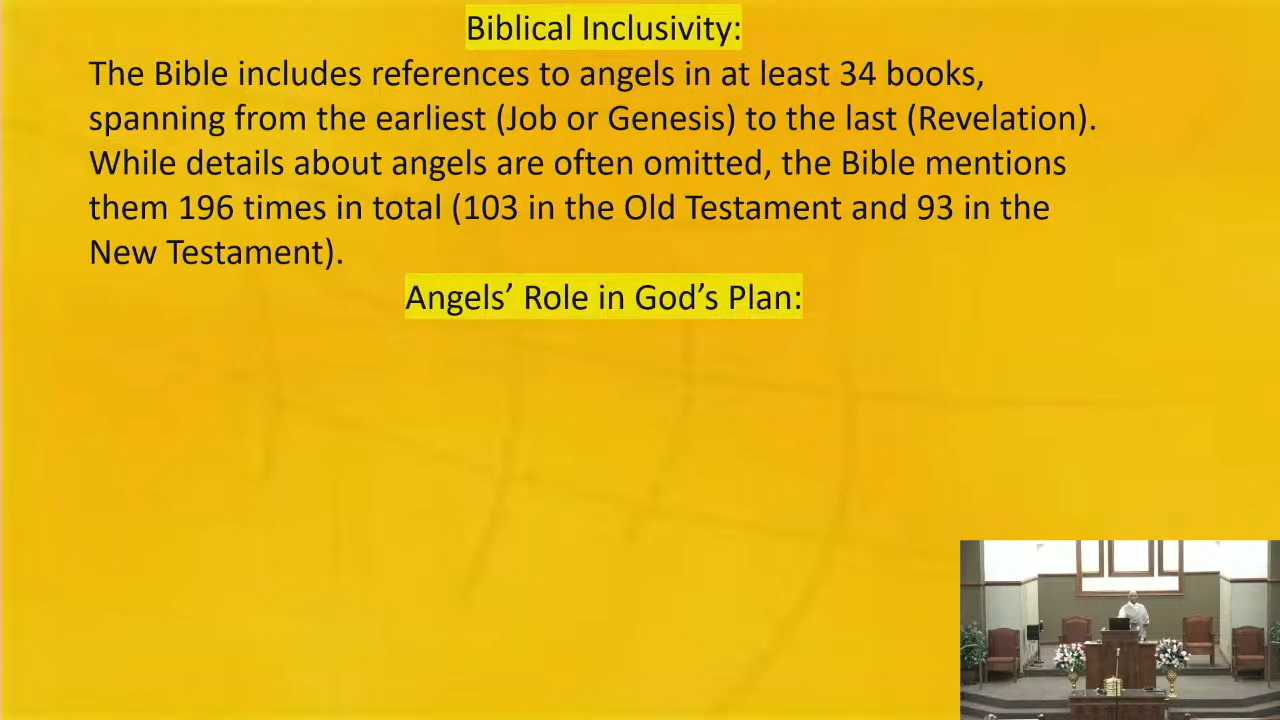 Biblical Inclusivity:
The Bible includes references to angels in at least 34 books,
spanning from the earliest (Job or Genesis) to the last (Revelation).
While details about angels are often omitted, the Bible mentions
them 196 times in total (103 in the Old Testament and 93 in the
New Testament).
Angels’ Role in God’s Plan: